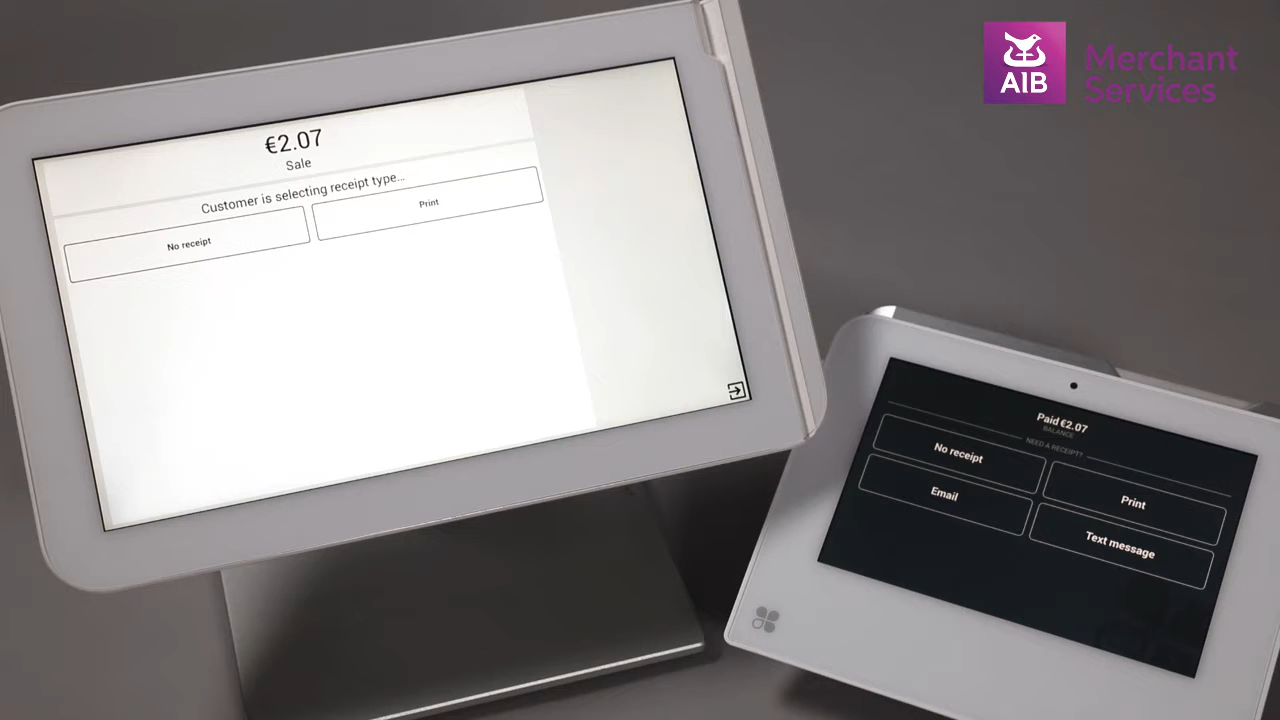 AIB
Merchant
Services
€2.07
Sale
Customer is selecting receipt type...
No receipt
Print
Paid €2.07
BALANCE
NEED A RECEIPT?
No receipt
Print
Email
Text message